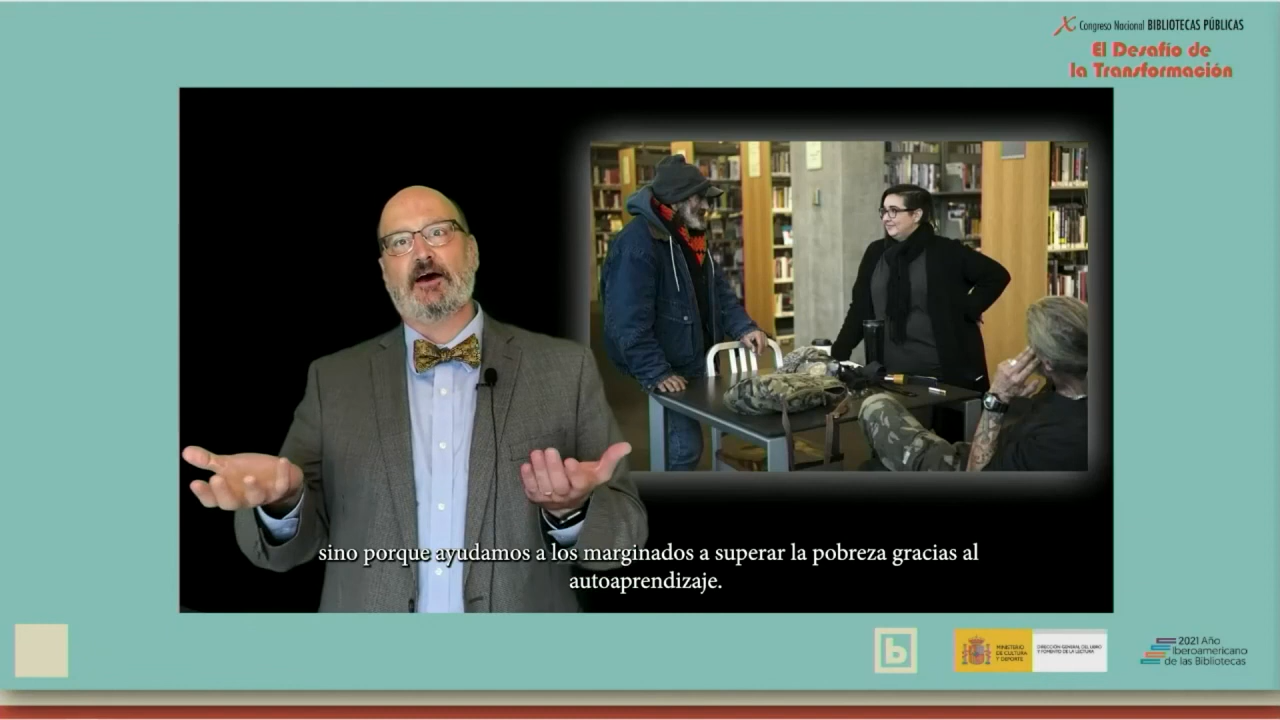 X Congreso Nacional BIBLIOTECAS PÚBLICAS
El Desafío de
la Transformación
sino porque ayudamos a los marginados a superar la pobreza gracias al
autoaprendizaje.
b
MINISTERIO
DE CULTURA
Y DEPORTE
DIRECCIÓN GENERAL DEL LIBRO
Y FOMENTO DE LA LECTURA
2021 Año
Iberoamericano
de las Bibliotecas